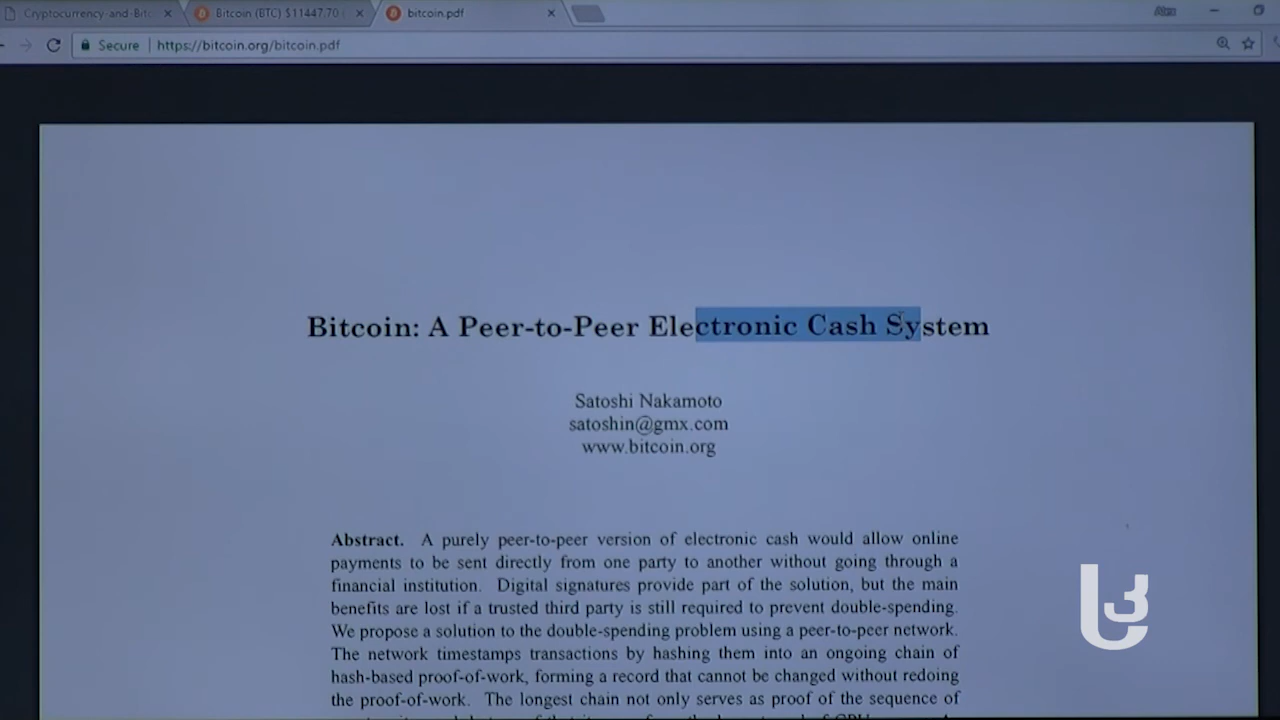 Cryptocurrency-and-Bitc
Bitcoin (BTC) $11447.70 (
bitcoin.pdf
Secure
https://bitcoin.org/bitcoin.pdf
Bitcoin: A Peer-to-Peer Electronic Cash System
Satoshi Nakamoto
satoshin@gmx.com
www.bitcoin.org
Abstract. A purely peer-to-peer version of electronic cash would allow online
payments to be sent directly from one party to another without going through a
financial institution. Digital signatures provide part of the solution, but the main
benefits are lost if a trusted third party is still required to prevent double-spending.
We propose a solution to the double-spending problem using a peer-to-peer network.
The network timestamps transactions by hashing them into an ongoing chain of
hash-based proof-of-work, forming a record that cannot be changed without redoing
the proof-of-work. The longest chain not only serves as proof of the sequence of